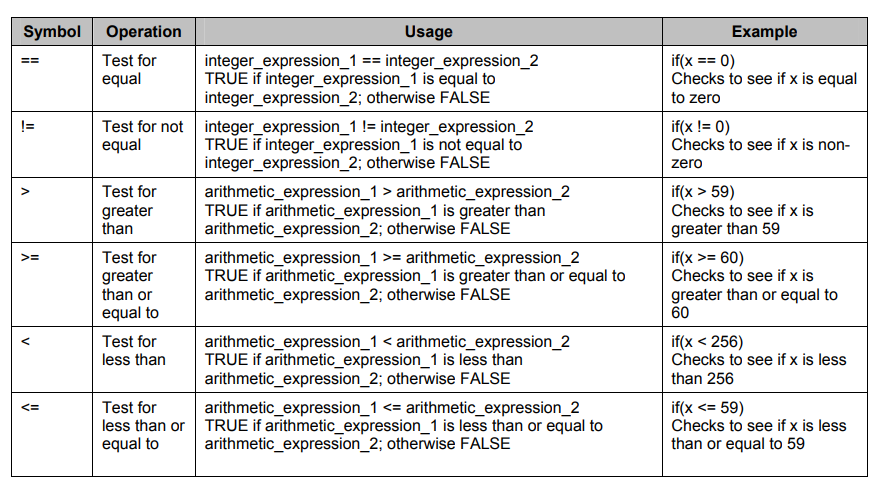 Symbol Operation Usage Example
==
Test for
equal
integer_expression_1 == integer_expression_2
TRUE if integer_expression_1 is equal to
integer_expression_2; otherwise FALSE
if(x == 0)
Checks to see if x is equal
to zero
!=
Test for not
equal
integer_expression_1 != integer_expression_2
TRUE if integer_expression_1 is not equal to
integer_expression_2; otherwise FALSE
if(x != 0)
Checks to see if x is non-
zero
>
Test for
greater
than
arithmetic_expression_1 > arithmetic_expression_2
TRUE if arithmetic_expression_1 is greater than
arithmetic_expression_2; otherwise FALSE
if(x > 59)
Checks to see if x is
greater than 59
>=
Test for
greater
than or
equal to
arithmetic_expression_1 >= arithmetic_expression_2
TRUE if arithmetic_expression_1 is greater than or equal to
arithmetic_expression_2; otherwise FALSE
if(x >= 60)
Checks to see if x is
greater than or equal to
60
<
Test for
less than
arithmetic_expression_1 < arithmetic_expression_2
TRUE if arithmetic_expression_1 is less than
arithmetic_expression_2; otherwise FALSE
if(x < 256)
Checks to see if x is less
than 256
<=
Test for
less than or
equal to
arithmetic_expression_1 <= arithmetic_expression_2
TRUE if arithmetic_expression_1 is less than or equal to
arithmetic_expression_2; otherwise FALSE
if(x <= 59)
Checks to see if x is less
than or equal to 59